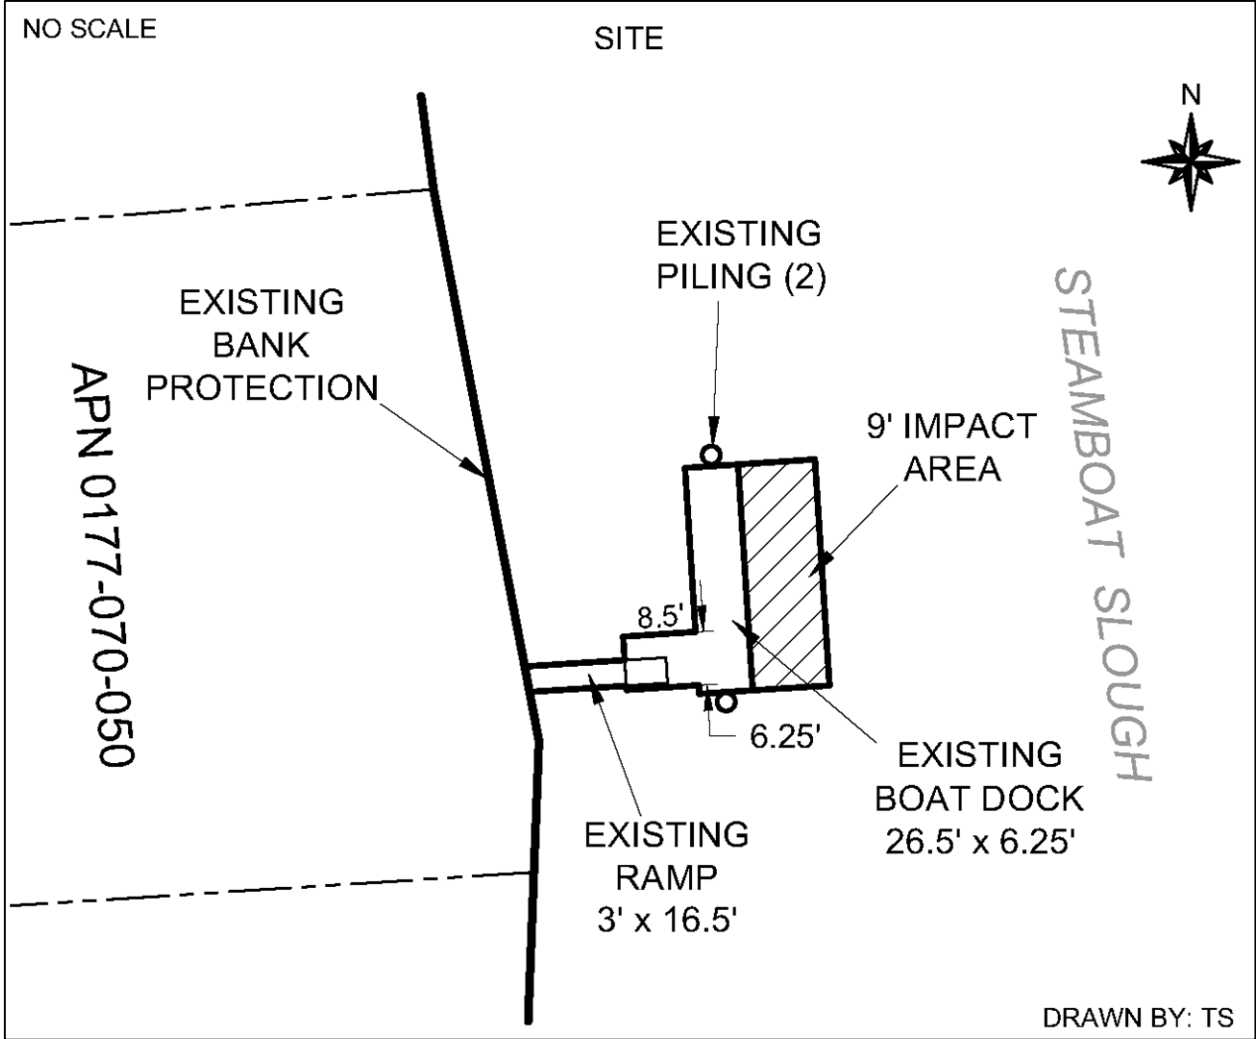 NO SCALE
SITE
N
EXISTING
PILING (2)
EXISTING
BANK
PROTECTION
STEAMBOAT SLOUGH
APN 0177-070-050
9' IMPACT
AREA
8.5'
6.25'
EXISTING
BOAT DOCK
26.5' x 6.25'
EXISTING
RAMP
3' x 16.5'
DRAWN BY: TS